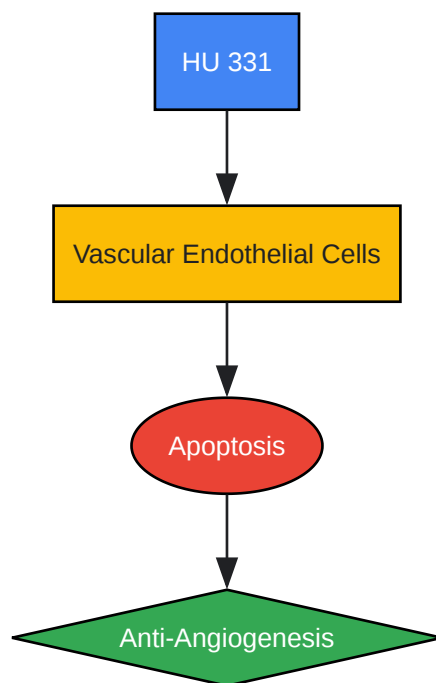 HU 331
Vascular Endothelial Cells
Apoptosis
Anti-Angiogenesis